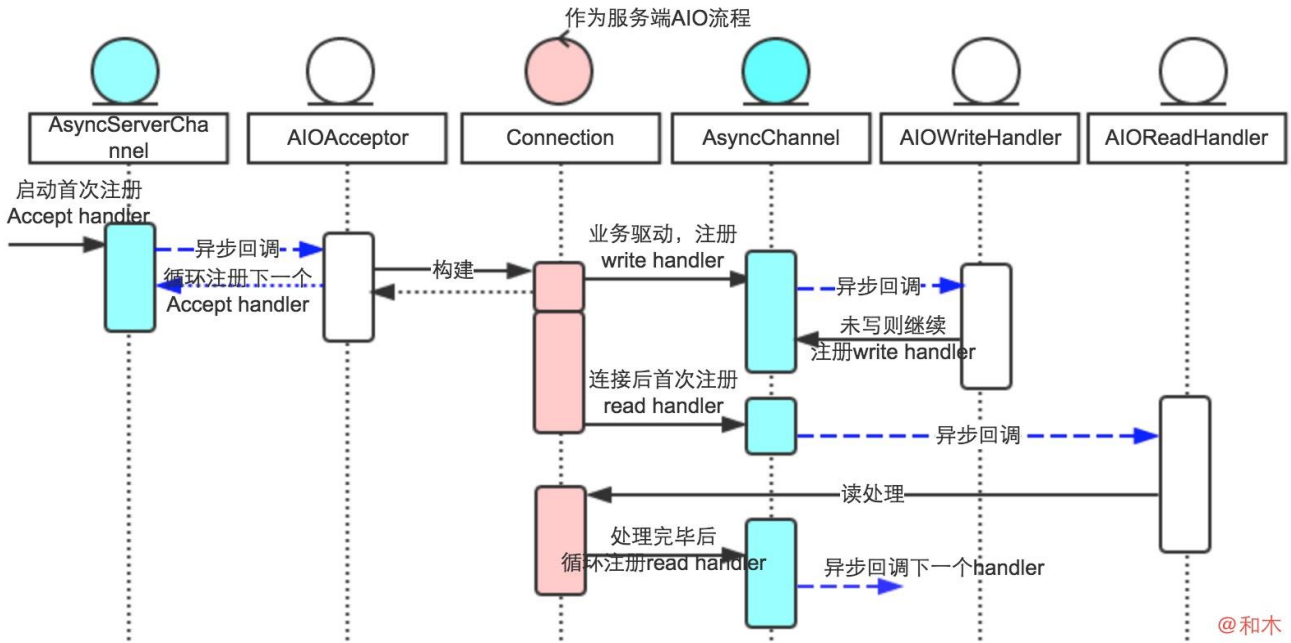 作为服务端AIO流程
AsyncServerCha
nnel
AIOAcceptor
Connection
AsyncChannel
AIOWriteHandler
AIOReadHandler
启动首次注册
Accept handler
异步回调
循环注册下一个
Accept handler
构建
业务驱动，注册
write handler
异步回调
未写则继续
注册write handler
连接后首次注册
read handler
异步回调
读处理
处理完毕后
循环注册read handler
异步回调下一个handler
@和木